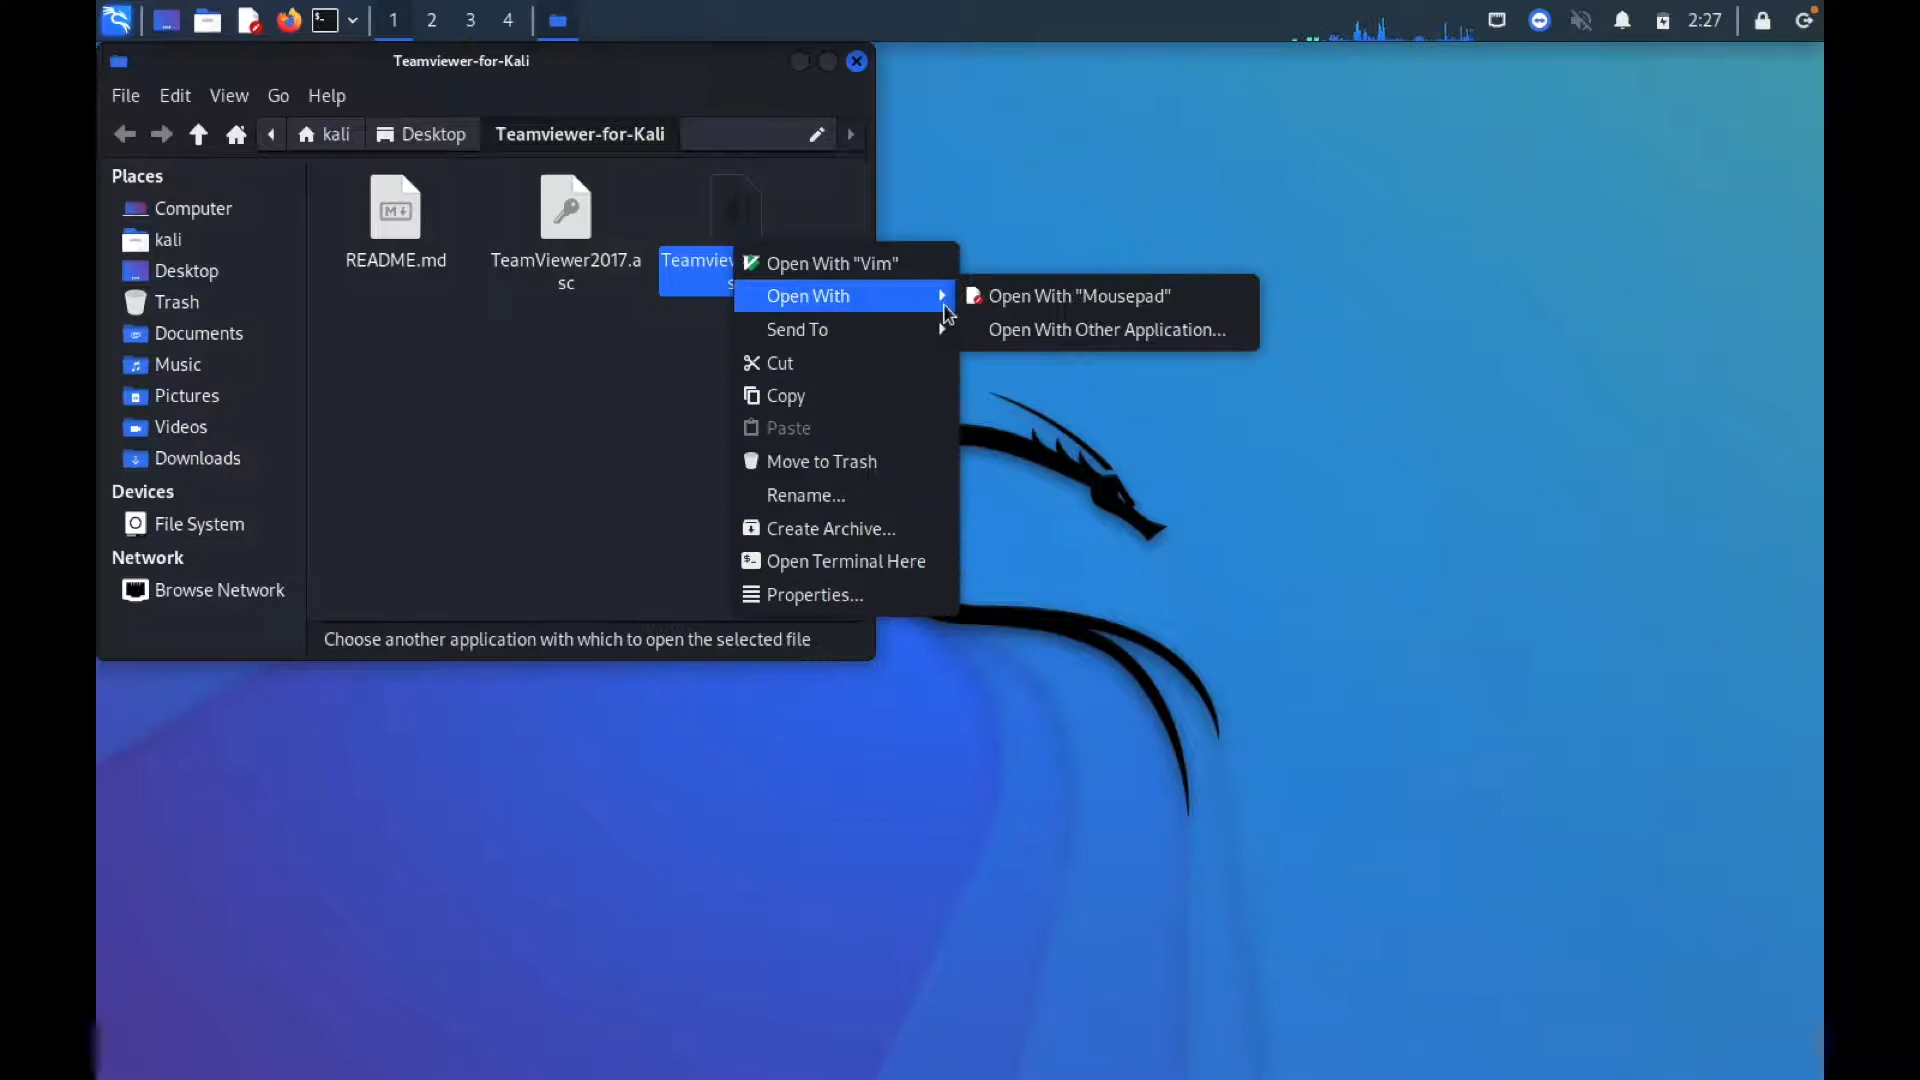 1 2 3 4
2:27
Teamviewer-for-Kali
File Edit View Go Help
kali Desktop Teamviewer-for-Kali
Places
Computer
kali
Desktop
Trash
Documents
Music
Pictures
Videos
Downloads
Devices
File System
Network
Browse Network
README.md
TeamViewer2017.a
sc
Teamview
s
Open With "Vim"
Open With
Send To
Cut
Copy
Paste
Move to Trash
Rename...
Create Archive...
Open Terminal Here
Properties...
Open With "Mousepad"
Open With Other Application...
Choose another application with which to open the selected file